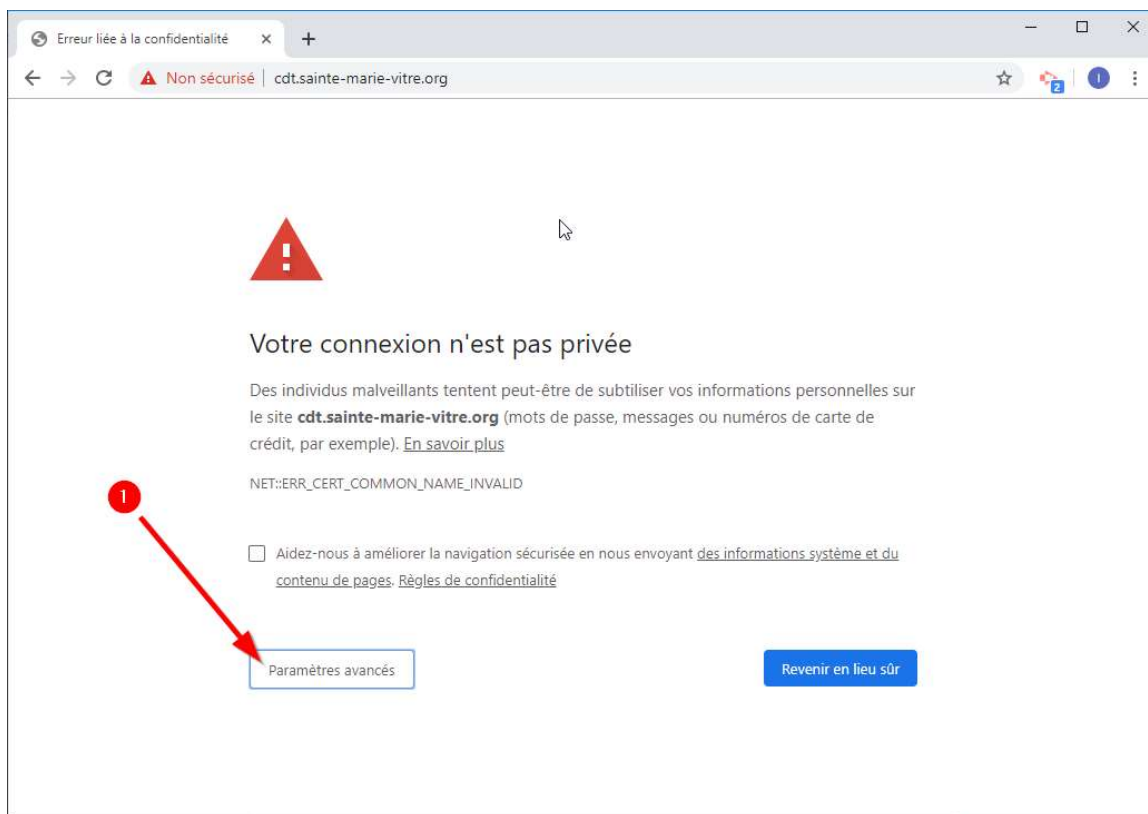 Erreur liée à la confidentialité
Non sécurisé | cdt.sainte-marie-vitre.org
2
I
!
Votre connexion n'est pas privée
Des individus malveillants tentent peut-être de subtiliser vos informations personnelles sur
le site cdt.sainte-marie-vitre.org (mots de passe, messages ou numéros de carte de
crédit, par exemple). En savoir plus
NET::ERR_CERT_COMMON_NAME_INVALID
1
Aidez-nous à améliorer la navigation sécurisée en nous envoyant des informations système et du
contenu de pages. Règles de confidentialité
Paramètres avancés
Revenir en lieu sûr